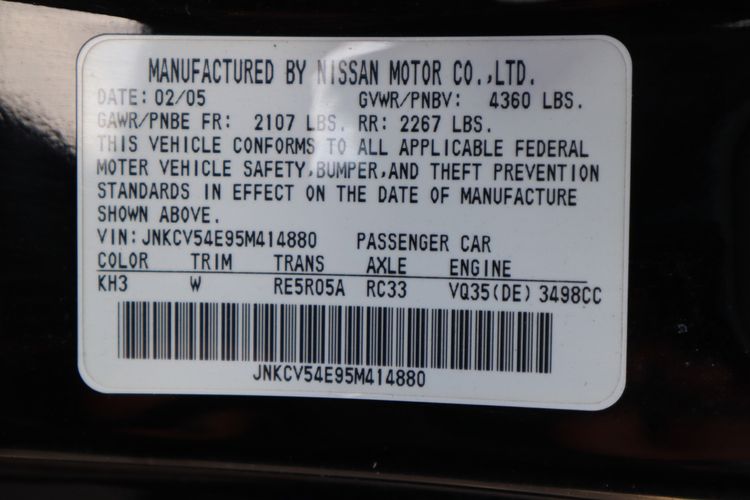 MANUFACTURED BY NISSAN MOTOR CO.,LTD.
DATE: 02/05 GVWR/PNBV: 4360 LBS.
GAWR/PNBE FR: 2107 LBS. RR: 2267 LBS.
THIS VEHICLE CONFORMS TO ALL APPLICABLE FEDERAL
MOTER VEHICLE SAFETY,BUMPER,AND THEFT PREVENTION
STANDARDS IN EFFECT ON THE DATE OF MANUFACTURE
SHOWN ABOVE.
VIN: JNKCV54E95M414880 PASSENGER CAR
COLOR TRIM TRANS AXLE ENGINE
KH3 W RE5R05A RC33 VQ35(DE) 3498CC
JNKCV54E95M414880